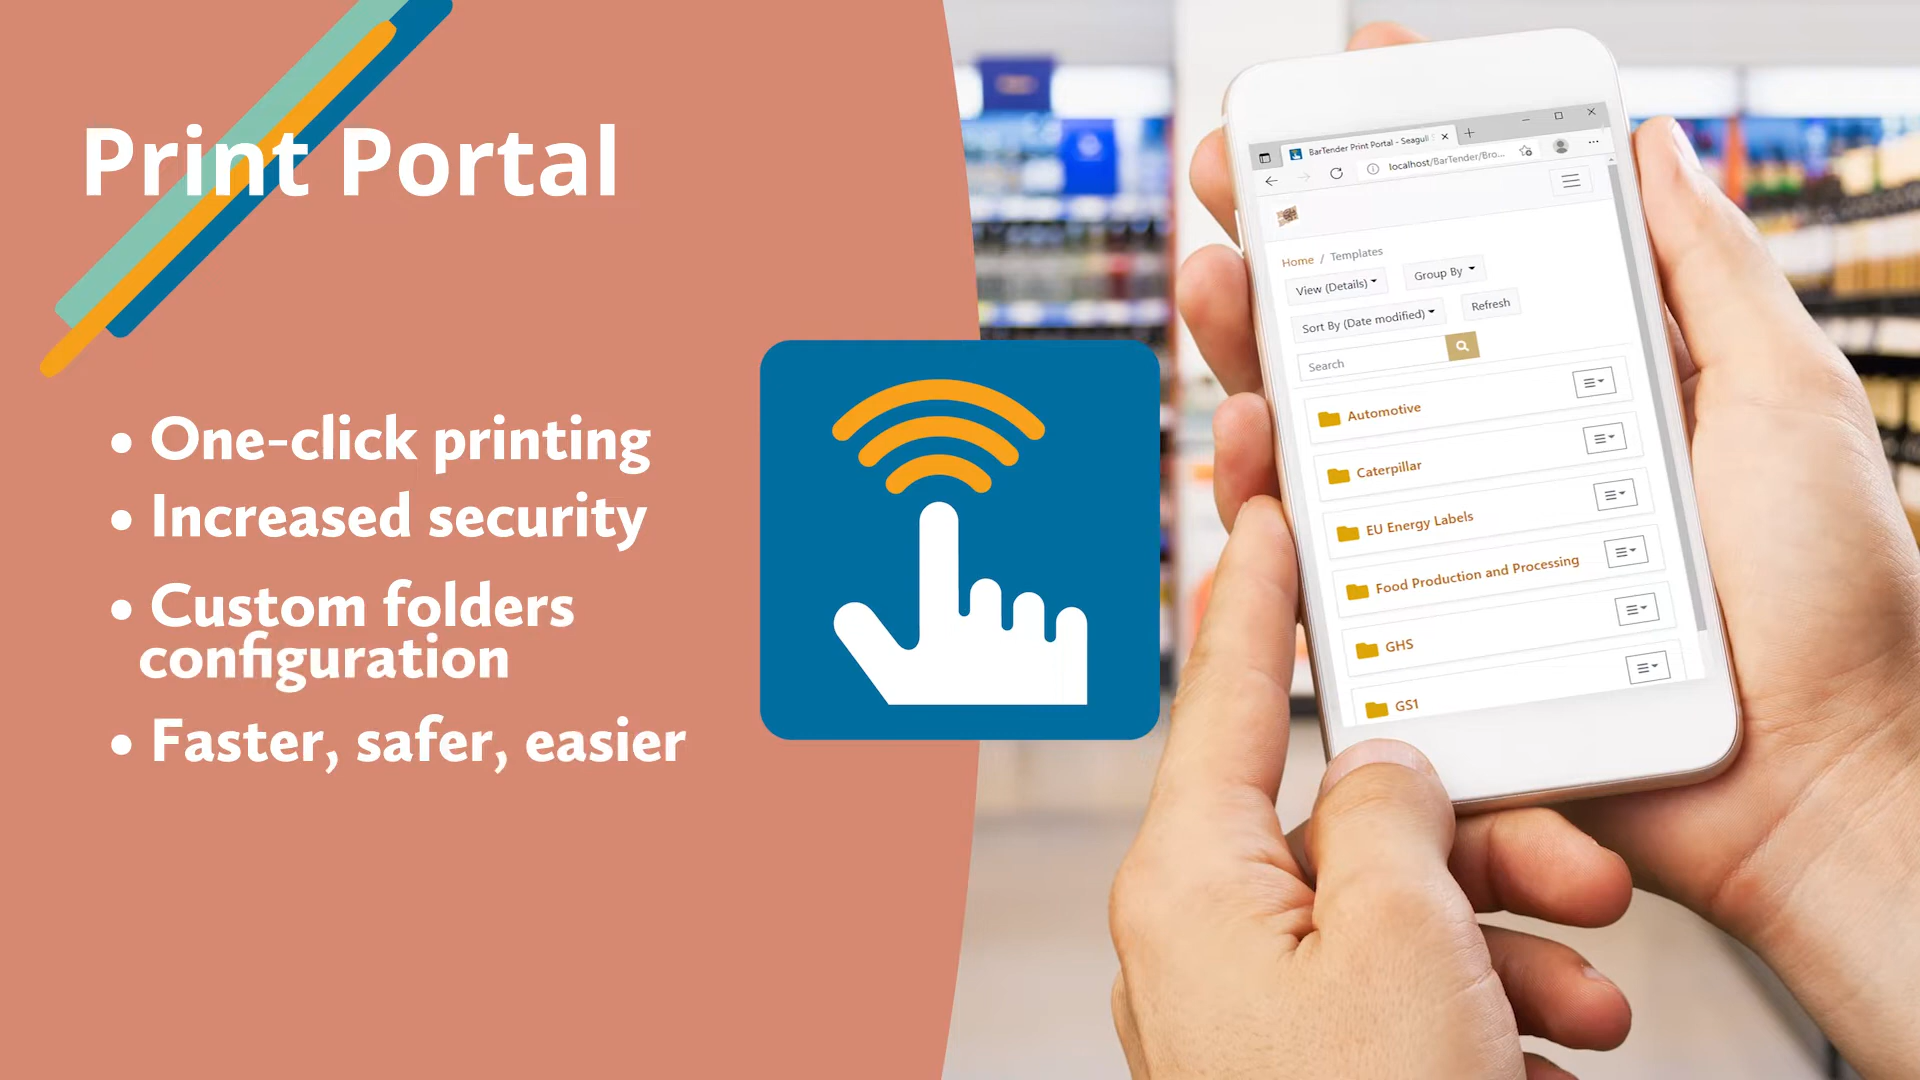 Print Portal
• One-click printing
• Increased security
• Custom folders
configuration
• Faster, safer, easier
BarTender Print Portal - Seagull
localhost/BarTender/Bro...
Home / Templates
View (Details)
Group By
Sort By (Date modified)
Refresh
Search
Automotive
Caterpillar
EU Energy Labels
Food Production and Processing
GHS
GS1